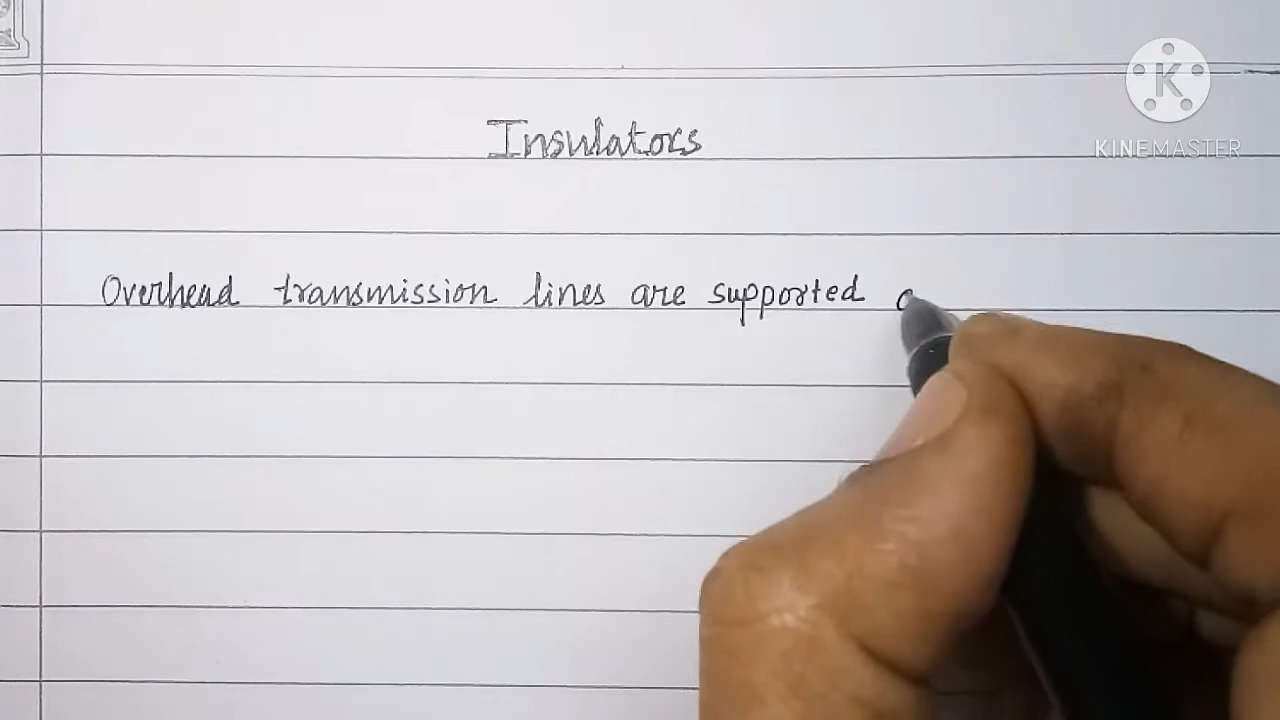 K
KINEMASTER
Insulators
Overhead transmission lines are supported